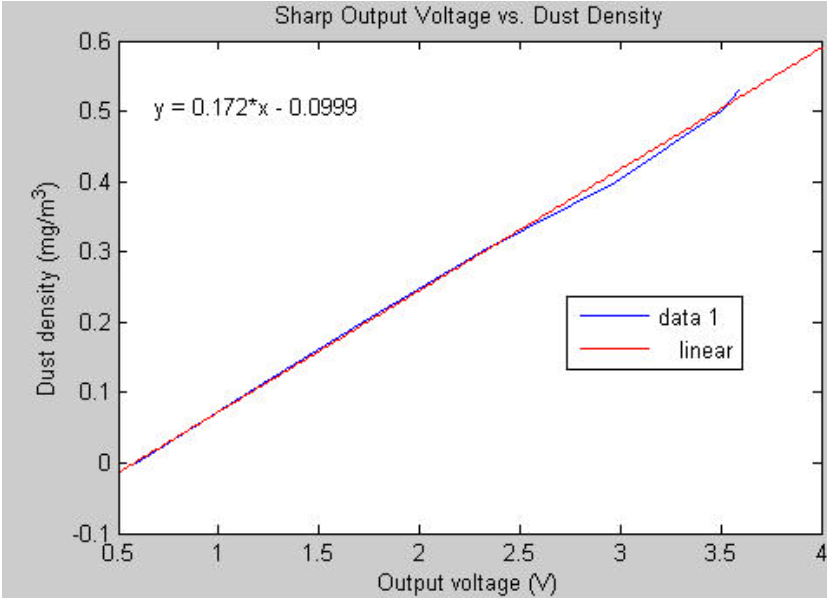 Sharp Output Voltage vs. Dust Density
0.6
0.5
0.4
0.3
0.2
0.1
0
-0.1
Dust density (mg/m³)
y = 0.172*x - 0.0999
data 1
linear
0.5 1 1.5 2 2.5 3 3.5 4
Output voltage (V)